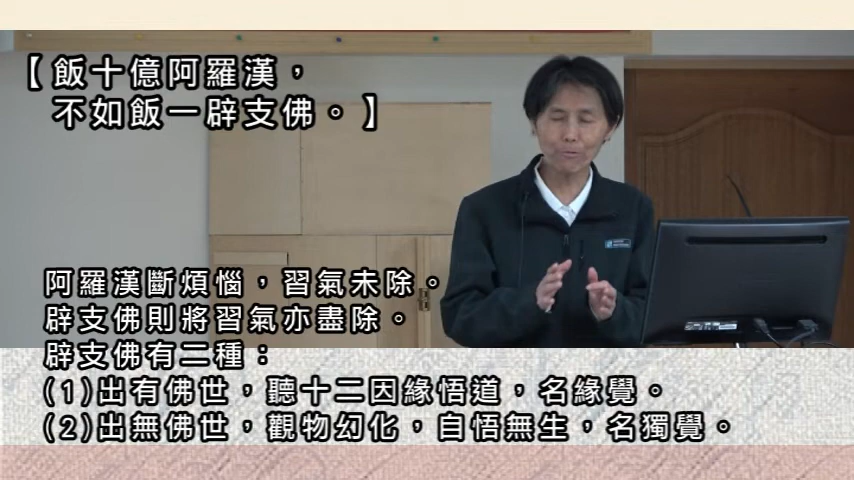 【飯十億阿羅漢，
不如飯一辟支佛。】
阿羅漢斷煩惱，習氣未除。
辟支佛則將習氣亦盡除。
辟支佛有二種：
(1)出有佛世，聽十二因緣悟道，名緣覺。
(2)出無佛世，觀物幻化，自悟無生，名獨覺。